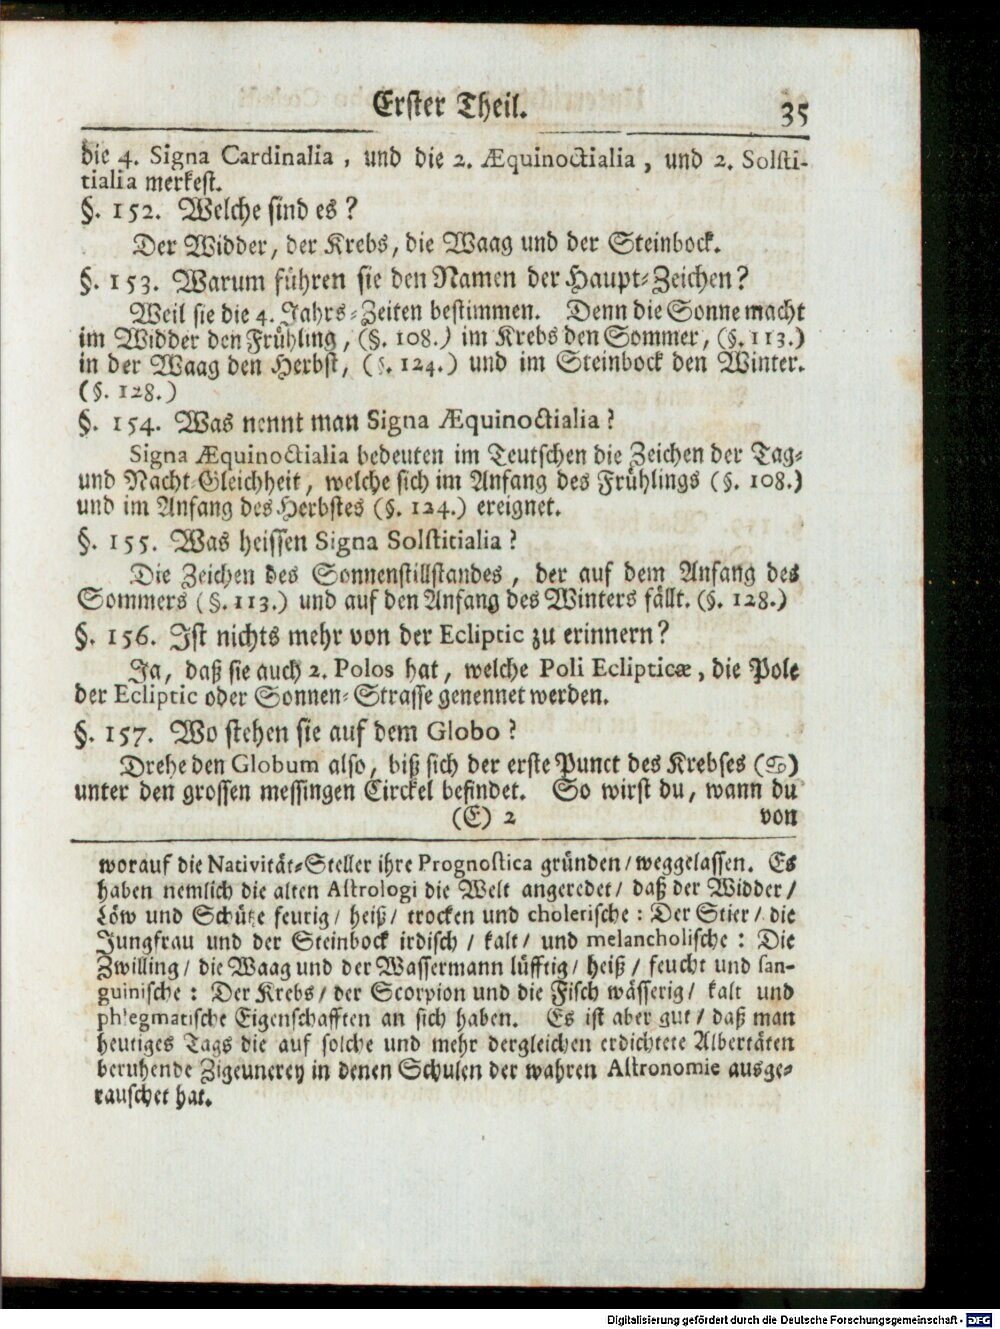 Erster Theil. 35
die 4. Signa Cardinalia, und die 2. Æquinoctialia, und 2. Solsti-
tialia merkest.
§. 152. Welche sind es?
Der Widder, der Krebs, die Waag und der Steinbock.
§. 153. Warum führen sie den Namen der Haupt-Zeichen?
Weil sie die 4. Jahrs-Zeiten bestimmen. Denn die Sonne macht
im Widder den Frühling, (§. 108.) im Krebs den Sommer, (§. 113.)
in der Waag den Herbst, (§. 124.) und im Steinbock den Winter.
(§. 128.)
§. 154. Was nennt man Signa Æquinoctialia?
Signa Æquinoctialia bedeuten im Teutschen die Zeichen der Tag-
und Nacht-Gleichheit, welche sich im Anfang des Frühlings (§. 108.)
und im Anfang des Herbstes (§. 124.) ereignet.
§. 155. Was heissen Signa Solstitialia?
Die Zeichen des Sonnenstillstandes, der auf dem Anfang des
Sommers (§. 113.) und auf den Anfang des Winters fällt. (§. 128.)
§. 156. Ist nichts mehr von der Ecliptic zu erinnern?
Ja, daß sie auch 2. Polos hat, welche Poli Eclipticæ, die Pole
der Ecliptic oder Sonnen-Strasse genennet werden.
§. 157. Wo stehen sie auf dem Globo?
Drehe den Globum also, biß sich der erste Punct des Krebses (♋)
unter den grossen messingen Circkel befindet. So wirst du, wann du
(E) 2 von
worauf die Nativität-Steller ihre Prognostica gründen/ weggelassen. Es
haben nemlich die alten Astrologi die Welt angeredet/ daß der Widder/
Löw und Schütze feurig/ heiß/ trocken und cholerische: Der Stier/ die
Jungfrau und der Steinbock irdisch/ kalt/ und melancholische: Die
Zwilling/ die Waag und der Wassermann lüfftig/ heiß/ feucht und san-
guinische: Der Krebs/ der Scorpion und die Fisch wässerig/ kalt und
phlegmatische Eigenschafften an sich haben. Es ist aber gut/ daß man
heutiges Tags die auf solche und mehr dergleichen erdichtete Albertäten
beruhende Zigeunerey in denen Schulen der wahren Astronomie ausge-
rauschet hat.
Digitalisierung gefördert durch die Deutsche Forschungsgemeinschaft - DFG